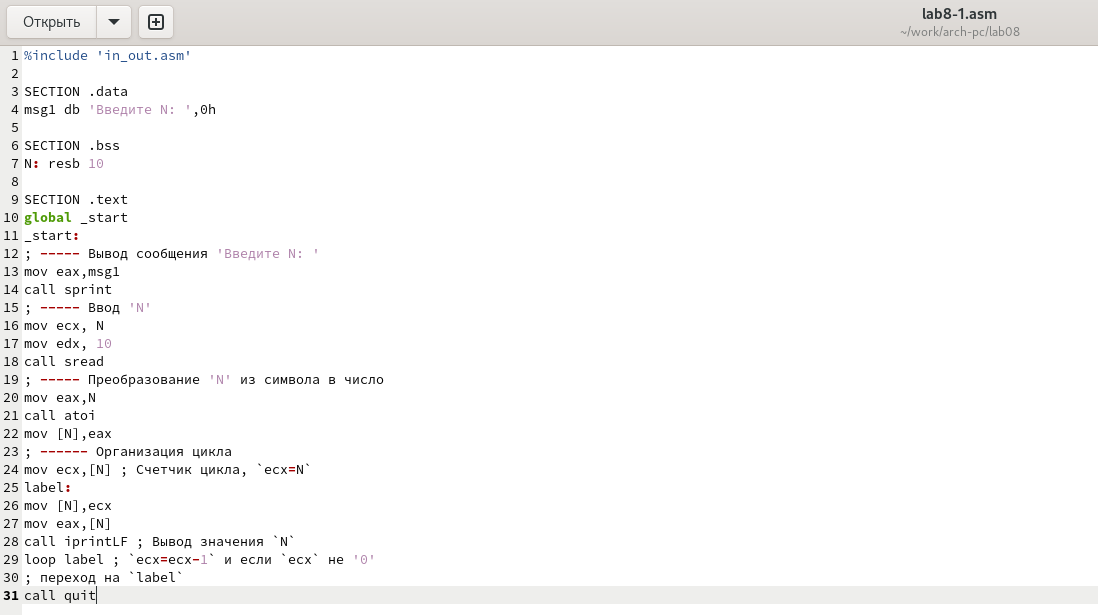 Открыть
lab8-1.asm
~/work/arch-pc/lab08
1 %include 'in_out.asm'
2
3 SECTION .data
4 msg1 db 'Введите N: ',0h
5
6 SECTION .bss
7 N: resb 10
8
9 SECTION .text
10 global _start
11 _start:
12 ; ----- Вывод сообщения 'Введите N: '
13 mov eax,msg1
14 call sprint
15 ; ----- Ввод 'N'
16 mov ecx, N
17 mov edx, 10
18 call sread
19 ; ----- Преобразование 'N' из символа в число
20 mov eax,N
21 call atoi
22 mov [N],eax
23 ; ------ Организация цикла
24 mov ecx,[N] ; Счетчик цикла, `ecx=N`
25 label:
26 mov [N],ecx
27 mov eax,[N]
28 call iprintLF ; Вывод значения `N`
29 loop label ; `ecx=ecx-1` и если `ecx` не '0'
30 ; переход на `label`
31 call quit